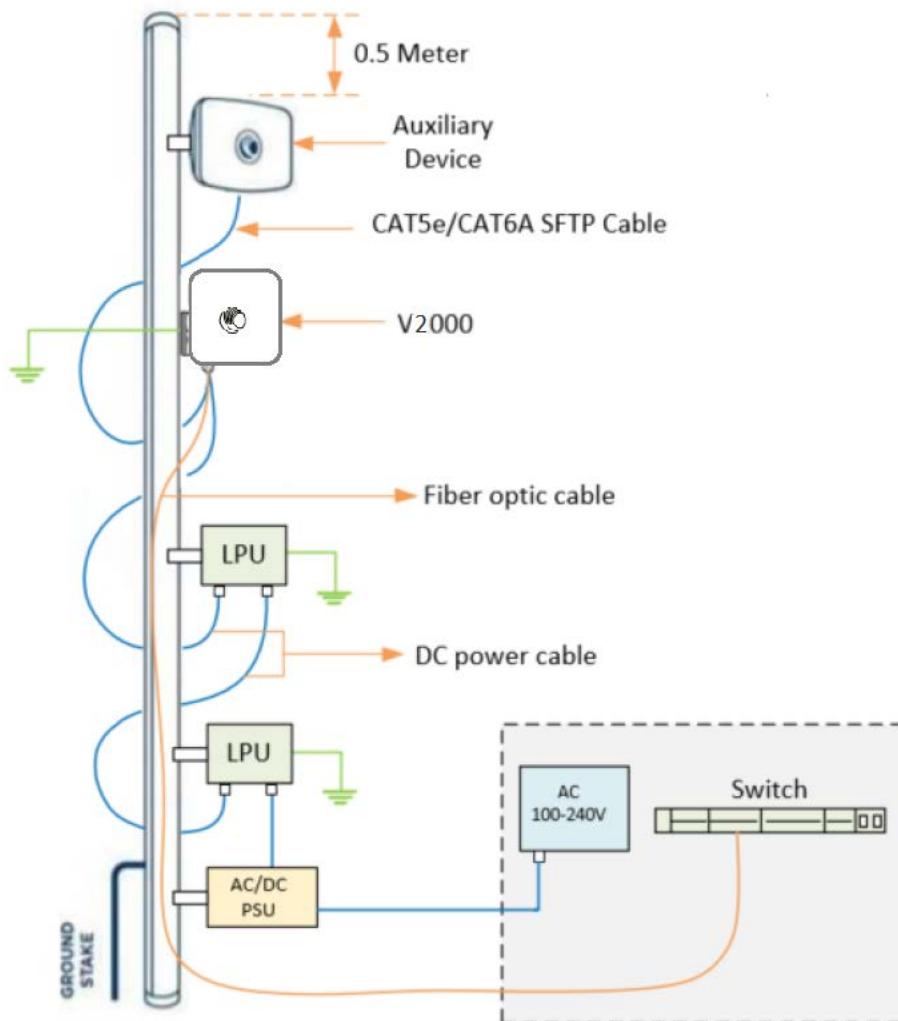 0.5 Meter
Auxiliary
Device
CAT5e/CAT6A SFTP Cable
V2000
Fiber optic cable
LPU
DC power cable
LPU
AC
100-240V
Switch
AC/DC
PSU
GROUND
STAKE